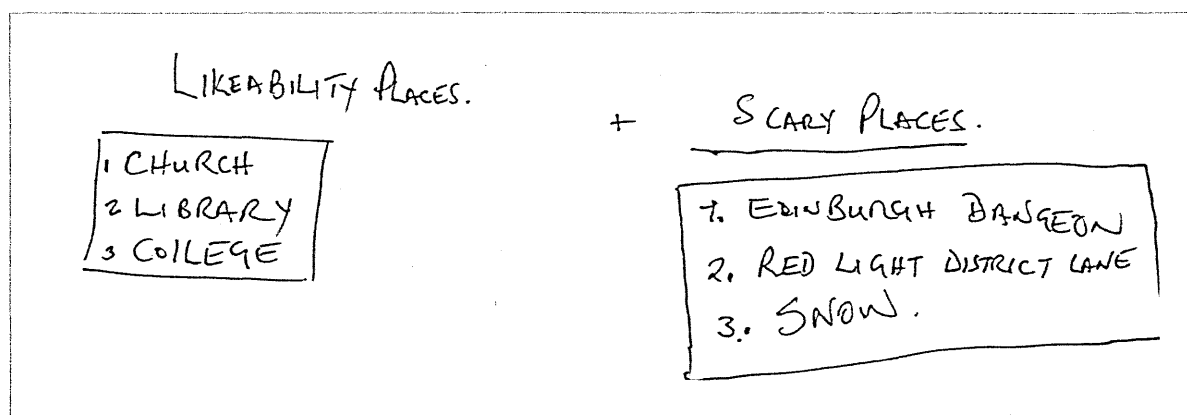 LIKEABILITY PLACES.
1 CHURCH
2 LIBRARY
3 COLLEGE
+ SCARY PLACES.
1. EDINBURGH DANGEON
2. RED LIGHT DISTRICT LANE
3. SNOW.